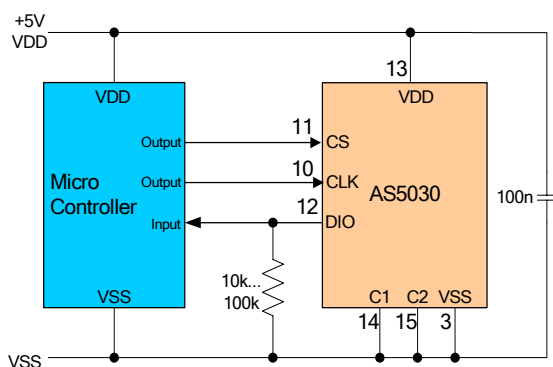 +5V
VDD
13
VDD
VDD
11
Output
CS
10
Output
CLK
Micro
Controller
AS5030
12
Input
DIO
100n
10k...
100k
VSS
C1
C2
VSS
14
15
3
VSS